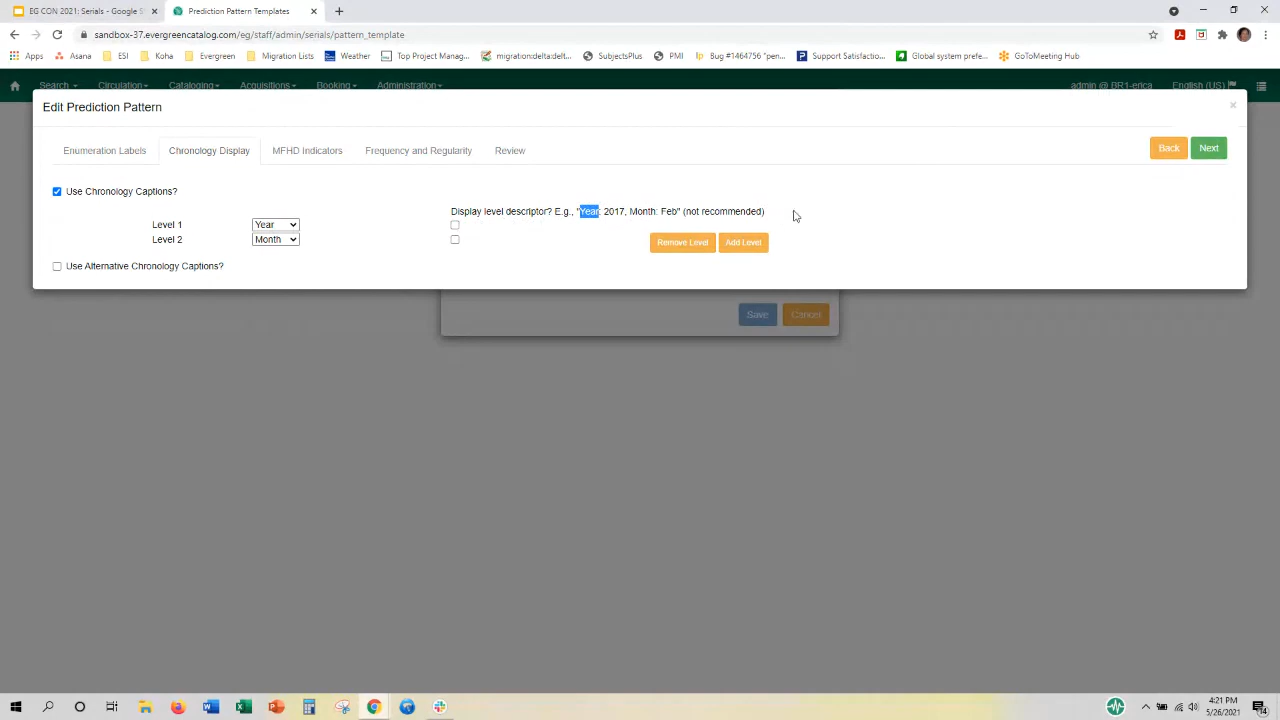 EG CON 2021: Serials - Google S
Prediction Pattern Templates
sandbox-37.evergreencatalog.com/eg/staff/admin/serials/pattern_template
Apps Asana ESI Koha Evergreen Migration Lists migration:delta:delt... SubjectsPlus PMI Bug #1464756 "pen... Support Satisfactio... Global system prefe... GoToMeeting Hub Weather Top Project Manag...
Search Circulation Cataloging Acquisitions Booking Administration admin @ BR1-erica English (US)
Edit Prediction Pattern ×
Enumeration Labels Chronology Display MFHD Indicators Frequency and Regularity Review Back Next
Use Chronology Captions?
Display level descriptor? E.g., "Year: 2017, Month: Feb" (not recommended)
Level 1 Year
Level 2 Month
Remove Level Add Level
Use Alternative Chronology Captions?
Save Cancel
4:21 PM
5/26/2021